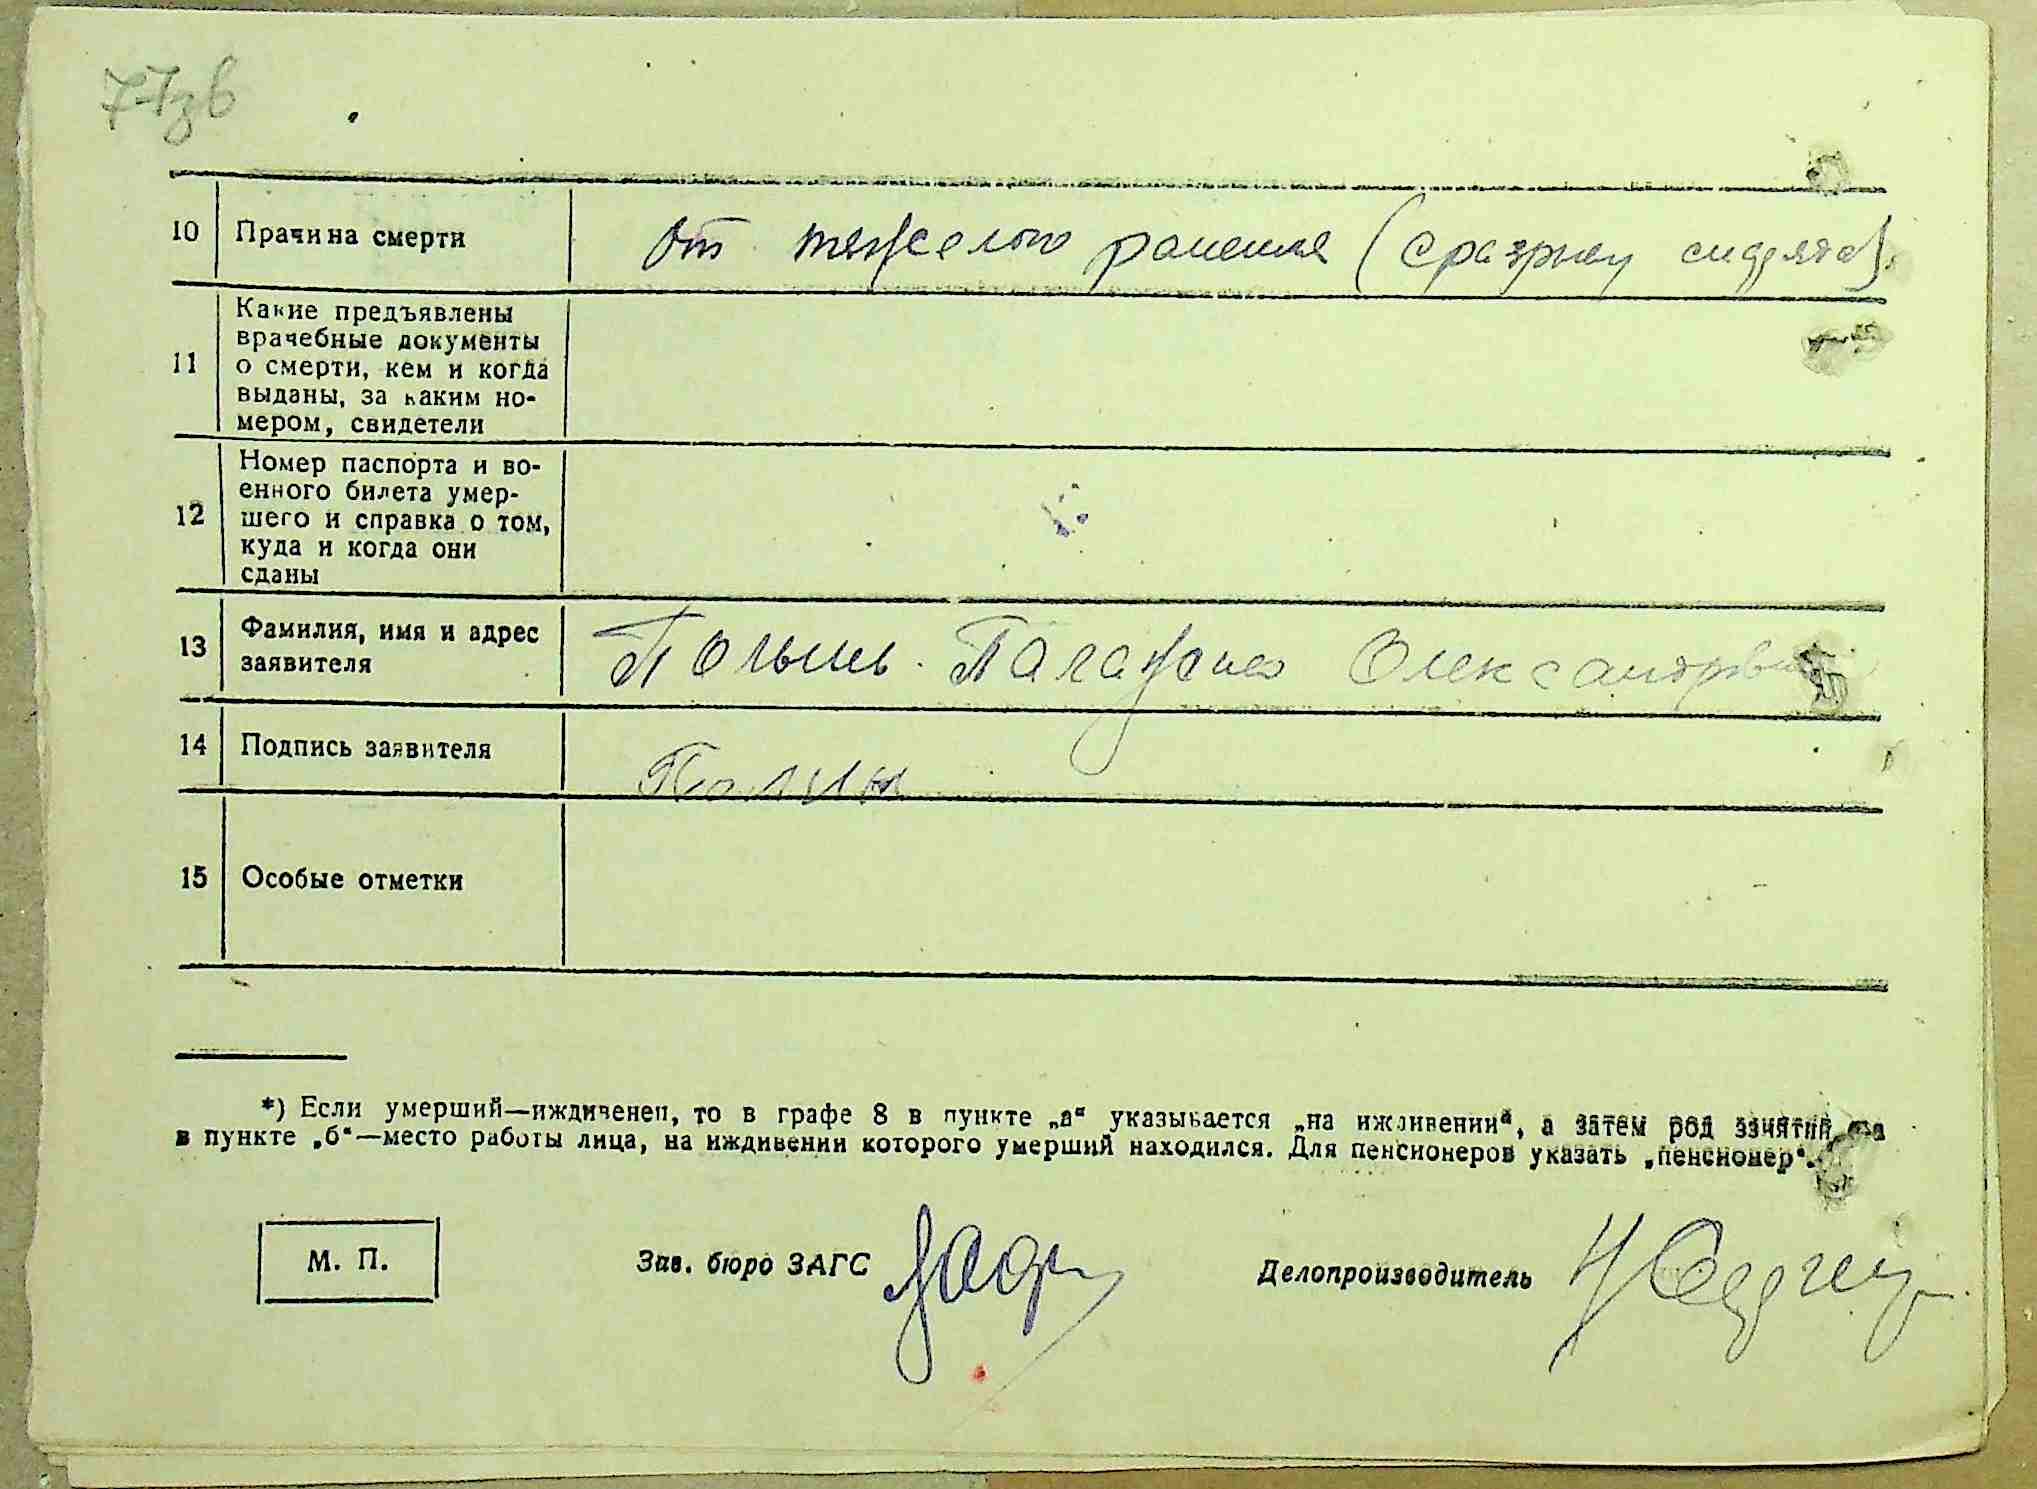 77зв
10 Причина смерти От тяжелого ранения (
11 Какие предъявлены
врачебные документы
о смерти, кем и когда
выданы, за каким но-
мером, свидетели
12 Номер паспорта и во-
енного билета умер-
шего и справка о том,
куда и когда они
сданы
13 Фамилия, имя и адрес
заявителя Олександровна
14 Подпись заявителя
15 Особые отметки
*) Если умерший—иждивенец, то в графе 8 в пункте „а“ указывается „на иждивении“, а затем род занятий, а
в пункте „б“—место работы лица, на иждивении которого умерший находился. Для пенсионеров указать „пенсионер“.
М. П. Зав. бюро ЗАГС Делопроизводитель